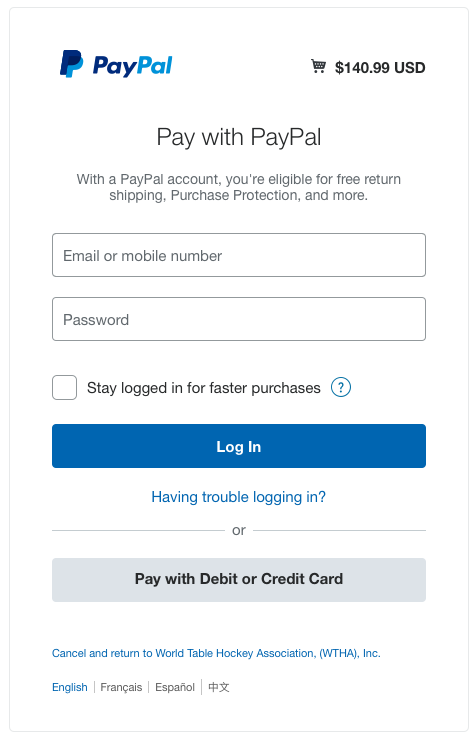 PayPal
$140.99 USD
Pay with PayPal
With a PayPal account, you're eligible for free return
shipping, Purchase Protection, and more.
Email or mobile number
Password
Stay logged in for faster purchases ?
Log In
Having trouble logging in?
or
Pay with Debit or Credit Card
Cancel and return to World Table Hockey Association, (WTHA), Inc.
English | Français | Español | 中文